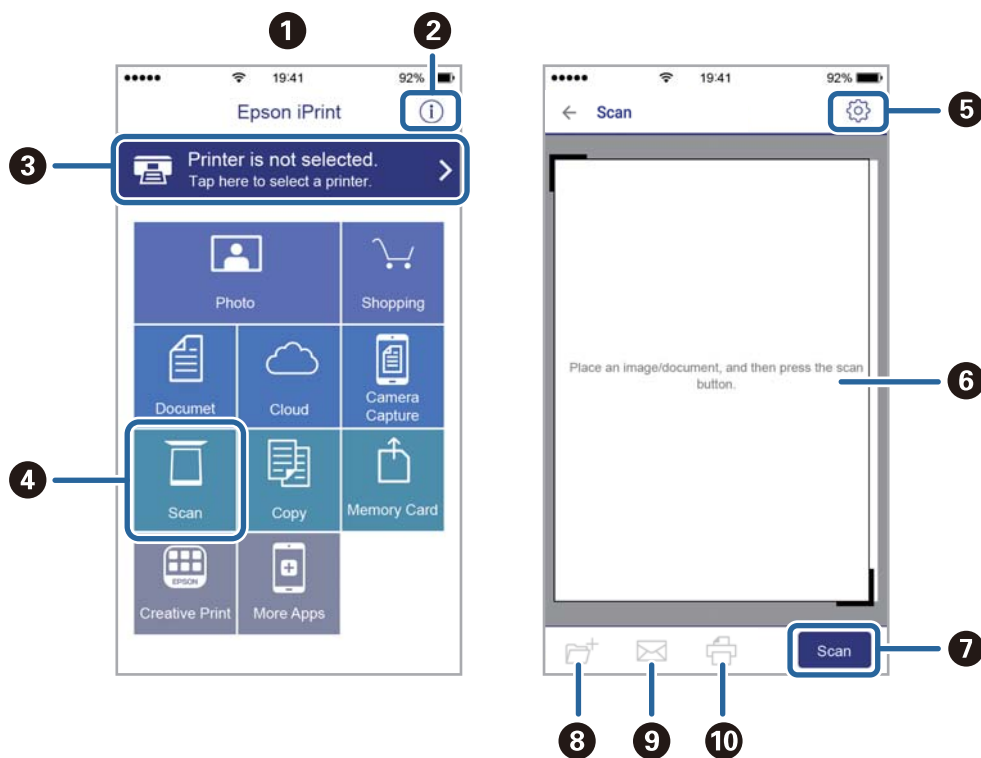 1
2
19:41
92%
Epson iPrint
3
Printer is not selected.
Tap here to select a printer.
Photo
Shopping
Documet
Cloud
Camera
Capture
4
Scan
Copy
Memory Card
EPSON
Creative Print
More Apps
19:41
92%
Scan
5
Place an image/document, and then press the scan
button.
6
Scan
7
8
9
10